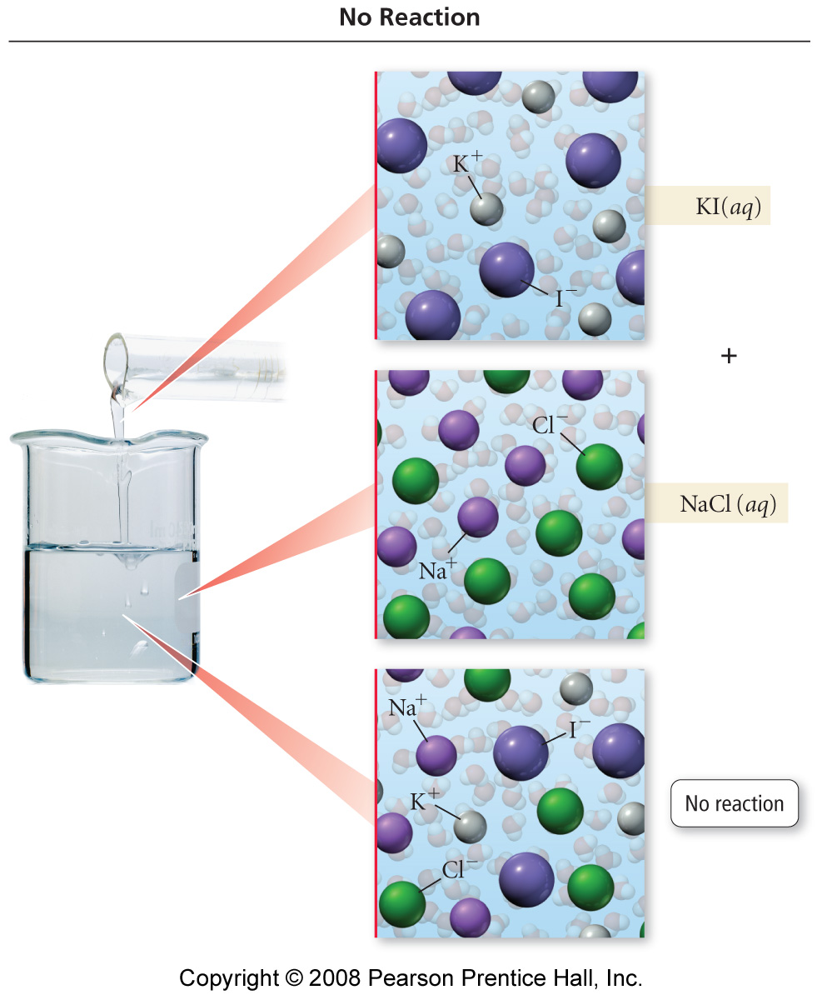 No Reaction
K⁺
KI(aq)
I⁻
+
Cl⁻
NaCl (aq)
Na⁺
Na⁺
I⁻
K⁺
No reaction
Cl⁻
Copyright © 2008 Pearson Prentice Hall, Inc.